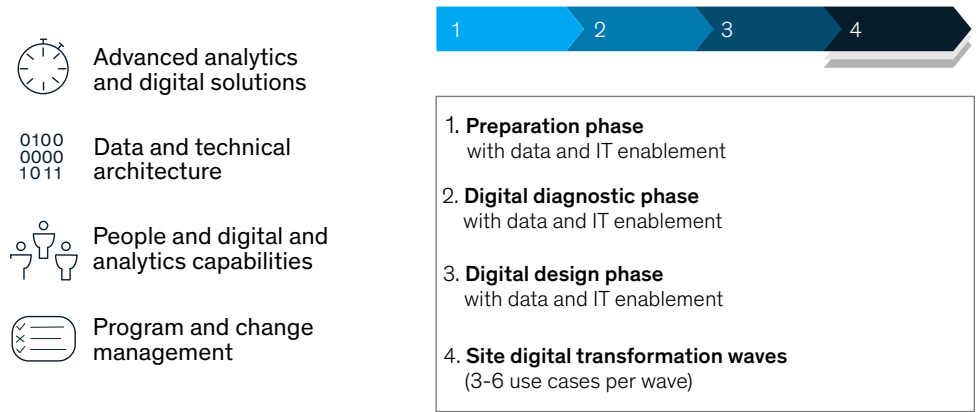 Advanced analytics
and digital solutions
0100
0000
1011
Data and technical
architecture
People and digital and
analytics capabilities
Program and change
management
1 2 3 4
1. Preparation phase
with data and IT enablement
2. Digital diagnostic phase
with data and IT enablement
3. Digital design phase
with data and IT enablement
4. Site digital transformation waves
(3-6 use cases per wave)